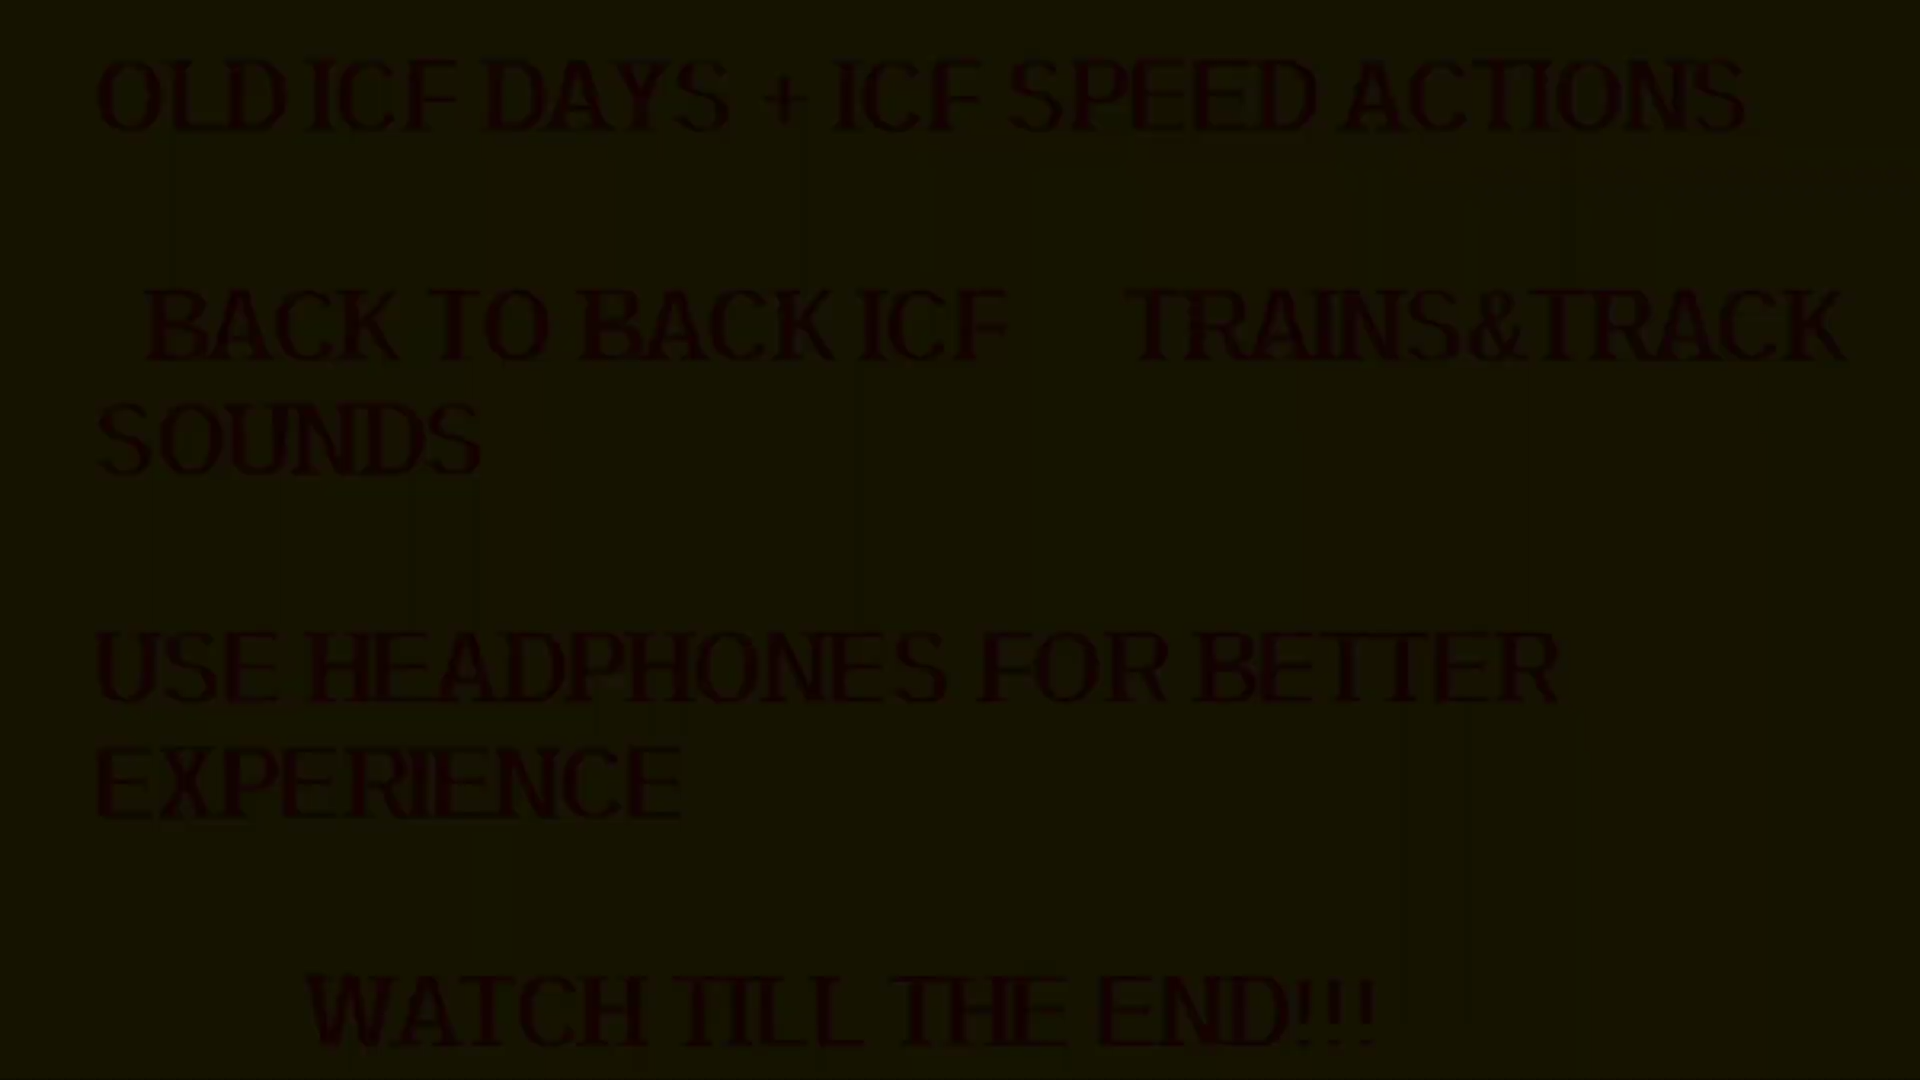 OLD ICF DAYS + ICF SPEED ACTIONS
BACK TO BACK ICF TRAINS&TRACK
SOUNDS
USE HEADPHONES FOR BETTER
EXPERIENCE
WATCH TILL THE END!!!